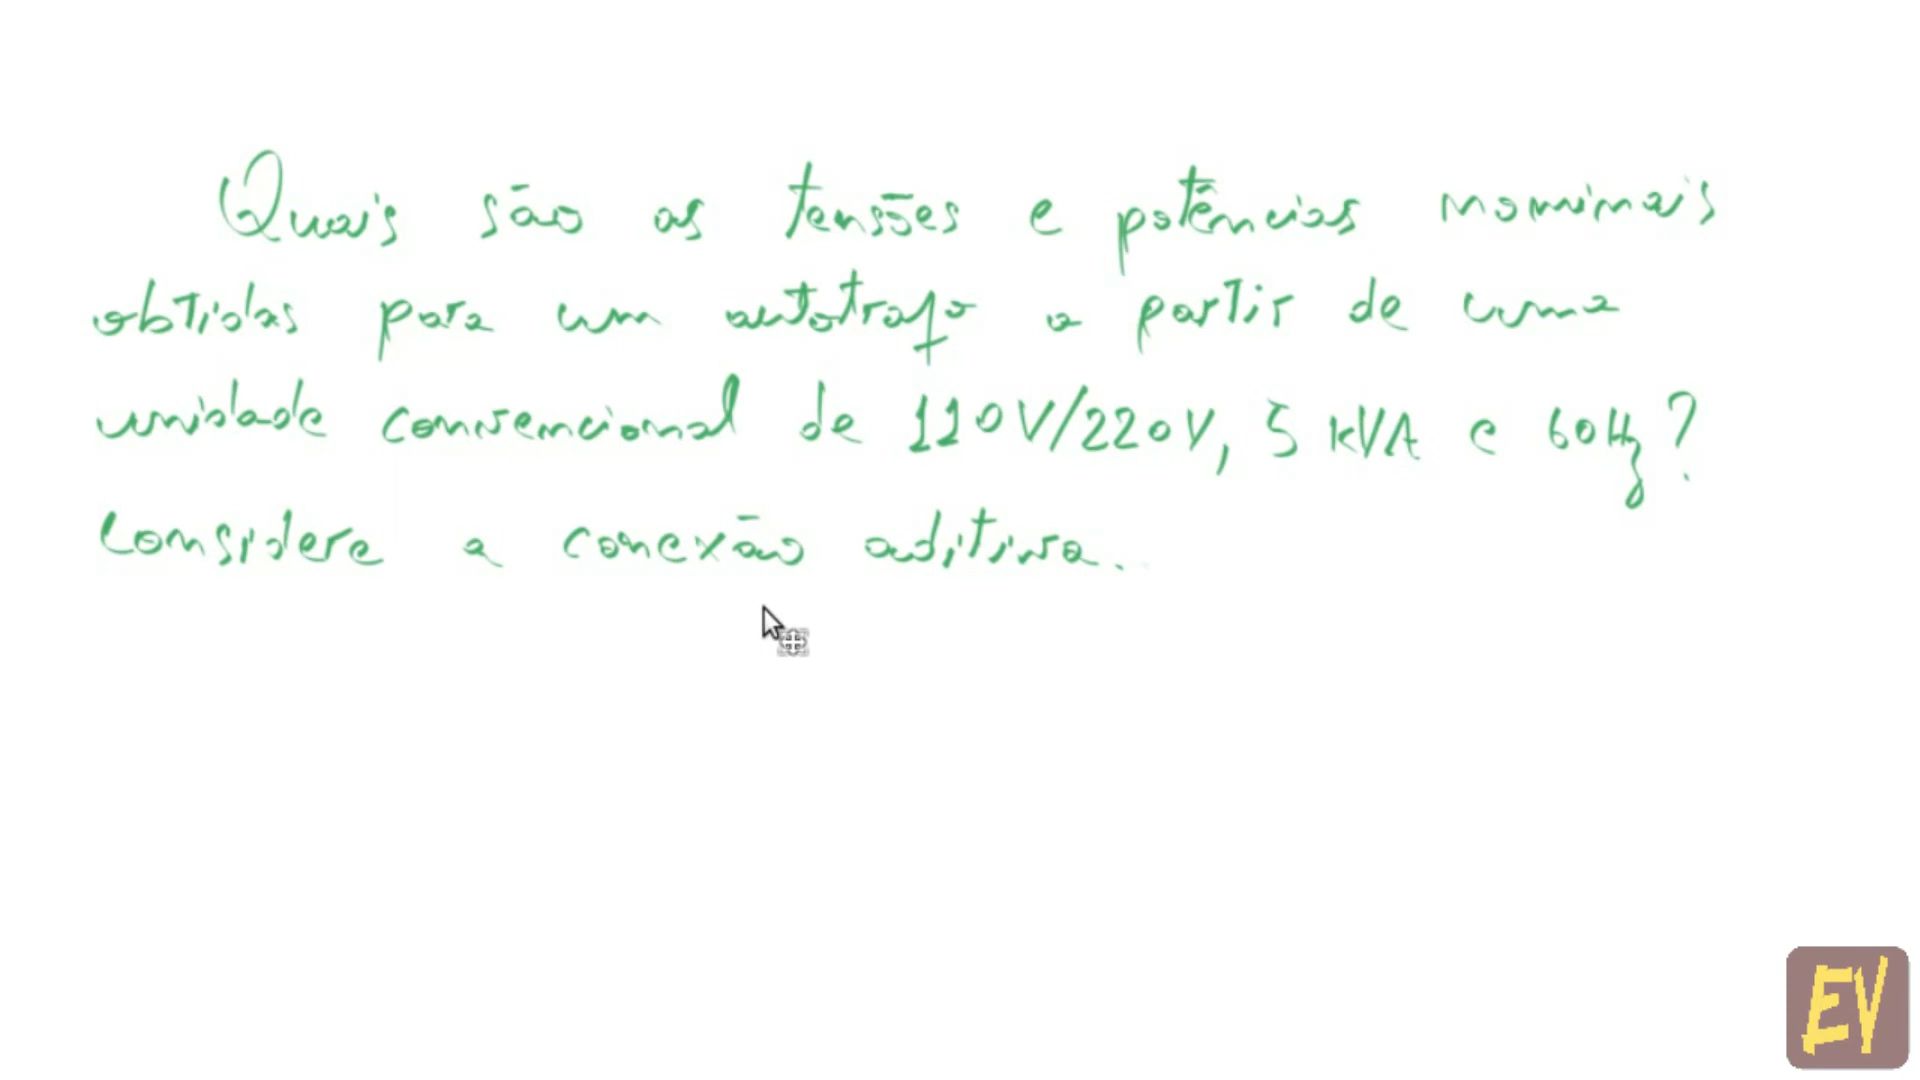 Quais são as tensões e potências nominais
obtidas para um autotrafo a partir de uma
unidade convencional de 110V/220V, 5 kVA e 60Hz?
Considere a conexão aditiva.
EV